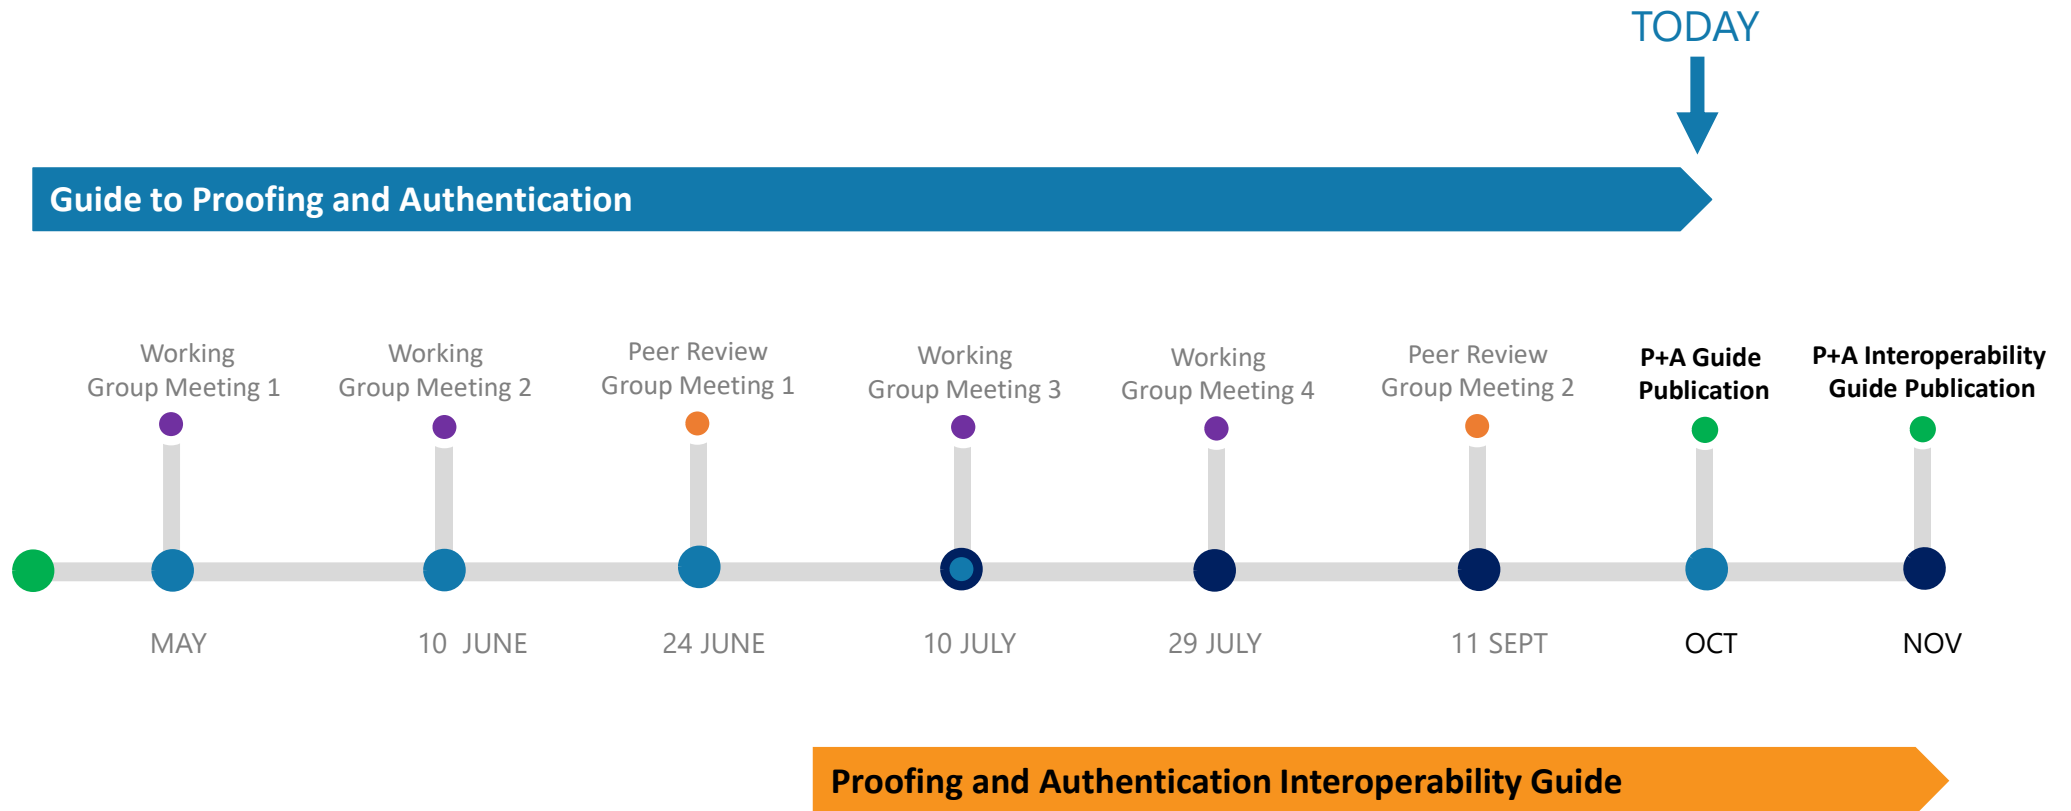 TODAY
Guide to Proofing and Authentication
Working
Group Meeting 1
Working
Group Meeting 2
Peer Review
Group Meeting 1
Working
Group Meeting 3
Working
Group Meeting 4
Peer Review
Group Meeting 2
P+A Guide
Publication
P+A Interoperability
Guide Publication
MAY
10 JUNE
24 JUNE
10 JULY
29 JULY
11 SEPT
OCT
NOV
Proofing and Authentication Interoperability Guide